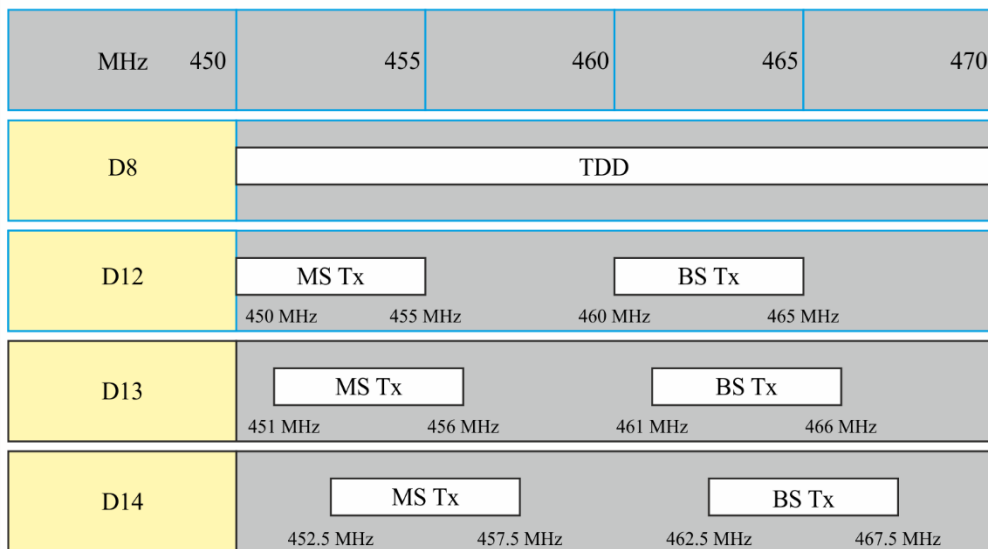 MHz 450 455 460 465 470
D8 TDD
D12 MS Tx BS Tx
450 MHz 455 MHz 460 MHz 465 MHz
D13 MS Tx BS Tx
451 MHz 456 MHz 461 MHz 466 MHz
D14 MS Tx BS Tx
452.5 MHz 457.5 MHz 462.5 MHz 467.5 MHz